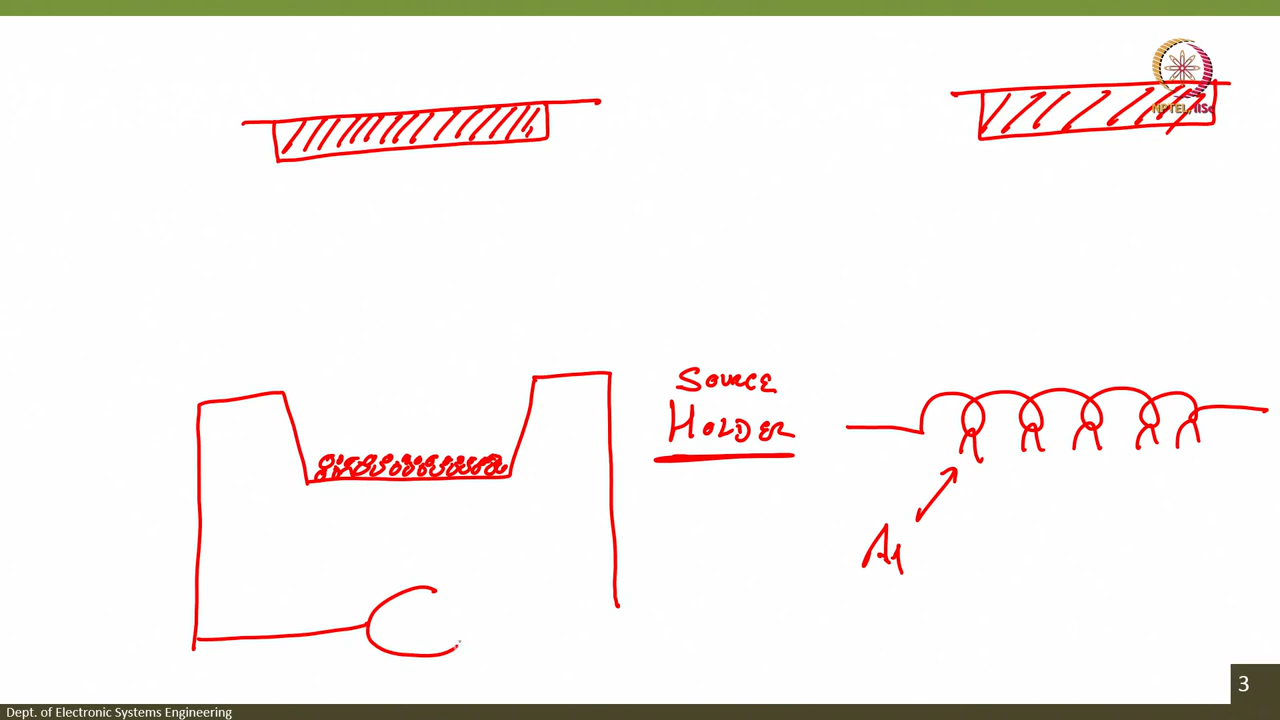 NPTEL, IISc
SOURCE
HOLDER
Al
3
Dept. of Electronic Systems Engineering